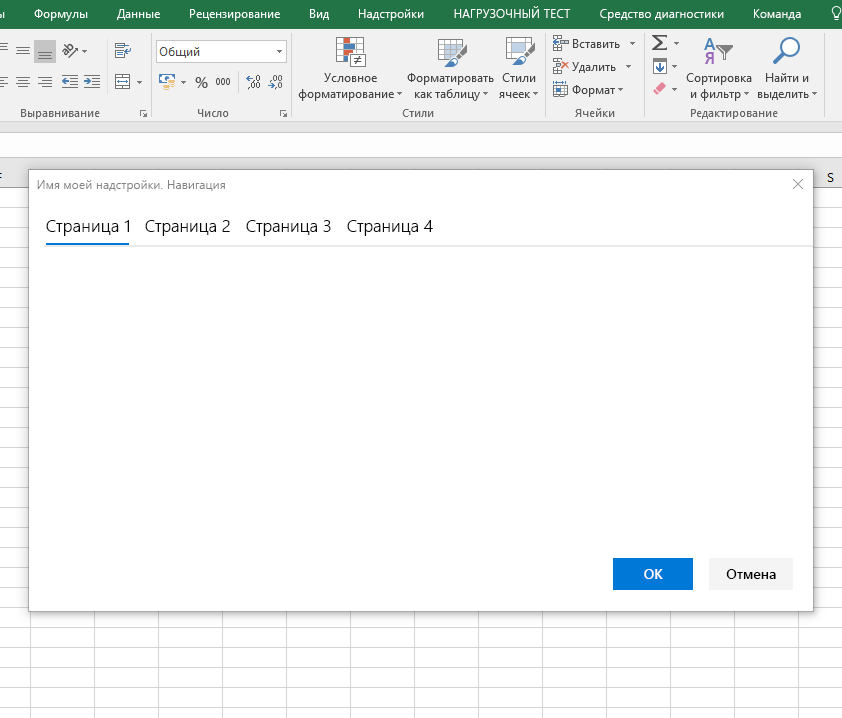 ы Формулы Данные Рецензирование Вид Надстройки НАГРУЗОЧНЫЙ ТЕСТ Средство диагностики Команда
Общий
% 000 ,00 ,00
Условное форматирование
Форматировать как таблицу
Стили ячеек
Вставить
Удалить
Формат
Σ
А
Я
Сортировка и фильтр
Найти и выделить
Выравнивание Число Стили Ячейки Редактирование
S
Имя моей надстройки. Навигация
Страница 1 Страница 2 Страница 3 Страница 4
ОК Отмена